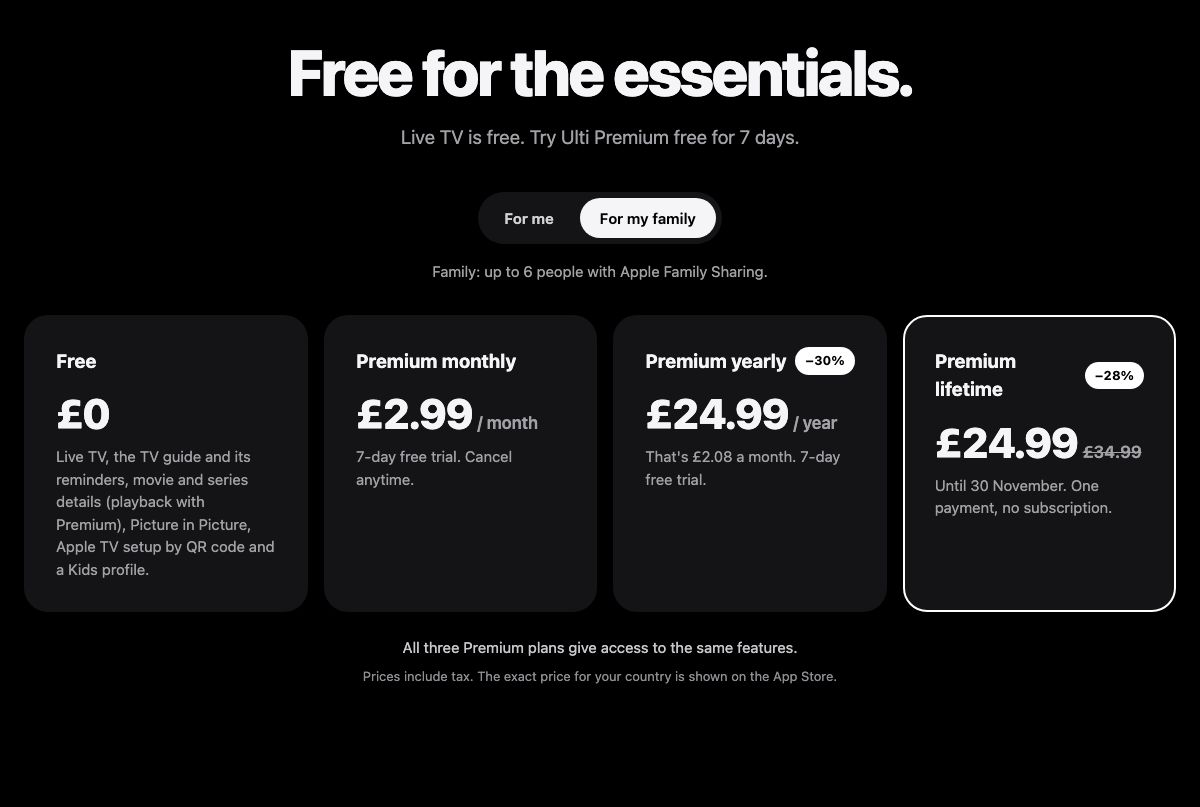 Free for the essentials.
Live TV is free. Try Ulti Premium free for 7 days.
For me
For my family
Family: up to 6 people with Apple Family Sharing.
Free
£0
Live TV, the TV guide and its
reminders, movie and series
details (playback with
Premium), Picture in Picture,
Apple TV setup by QR code and
a Kids profile.
Premium monthly
£2.99 / month
7-day free trial. Cancel
anytime.
Premium yearly −30%
£24.99 / year
That's £2.08 a month. 7-day
free trial.
Premium
lifetime
−28%
£24.99 £34.99
Until 30 November. One
payment, no subscription.
All three Premium plans give access to the same features.
Prices include tax. The exact price for your country is shown on the App Store.